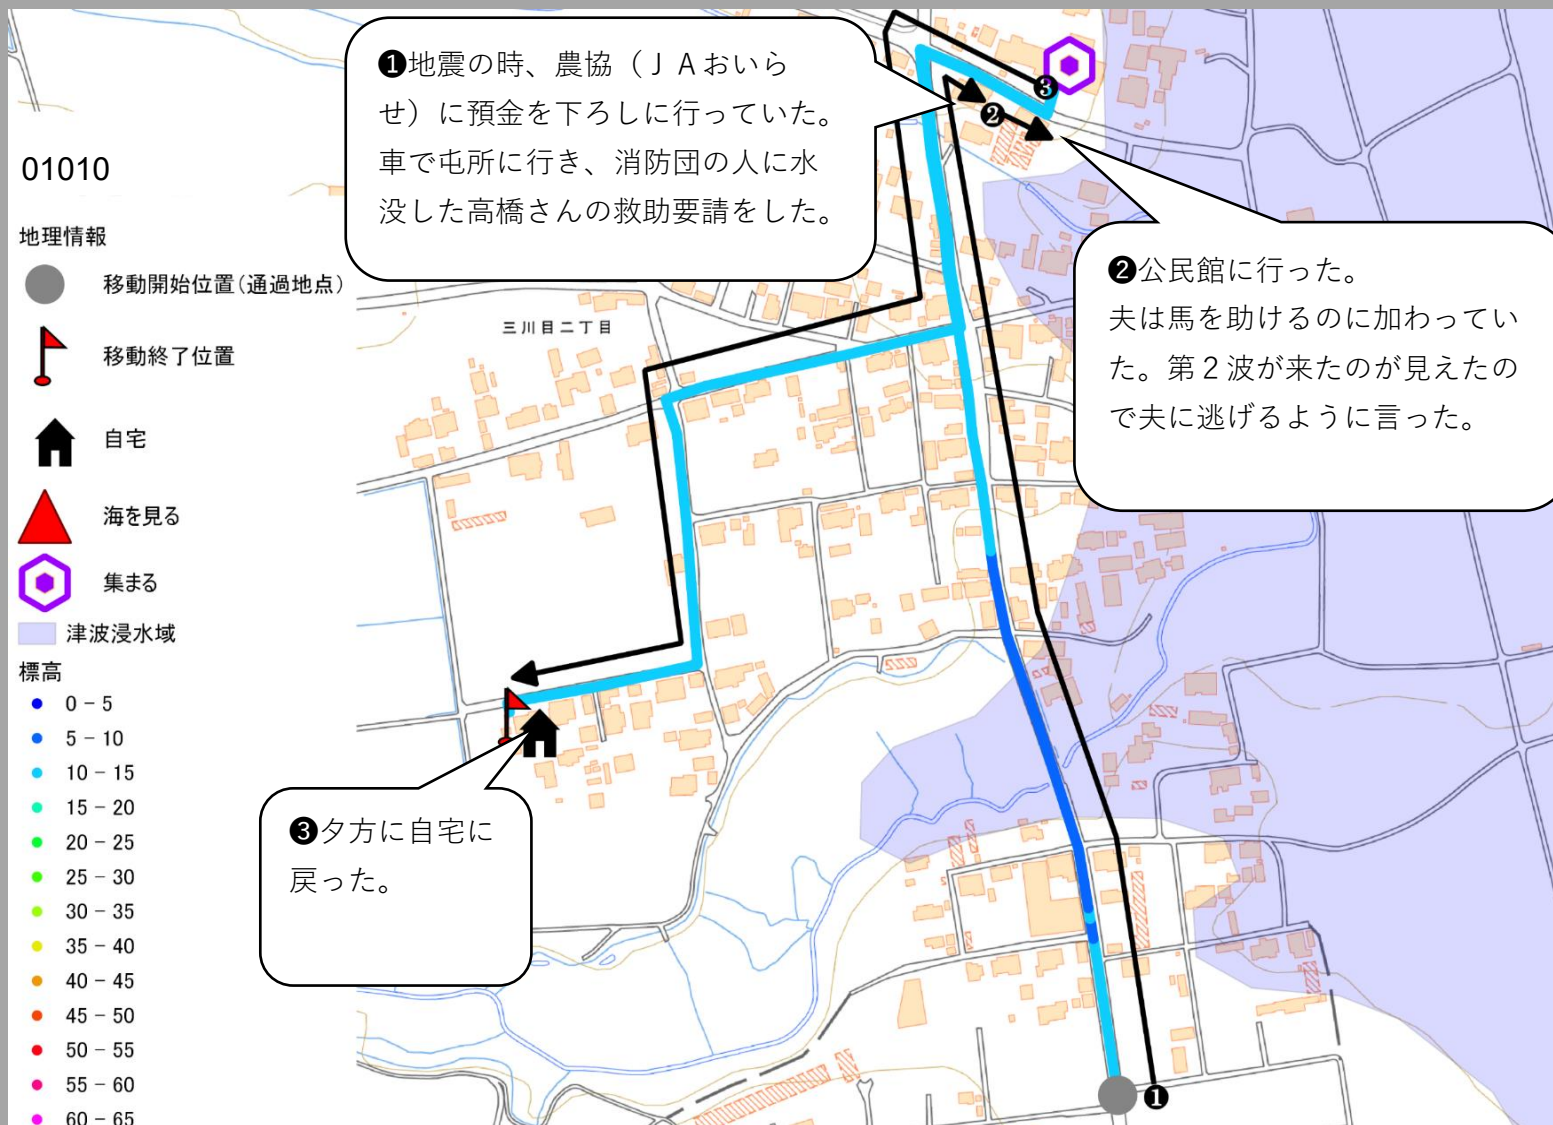 ❶地震の時、農協（ＪＡおいら
せ）に預金を下ろしに行っていた。
車で屯所に行き、消防団の人に水
没した高橋さんの救助要請をした。
❸
❷
01010
地理情報
移動開始位置（通過地点）
移動終了位置
自宅
海を見る
集まる
津波浸水域
標高
0－5
5－10
10－15
15－20
20－25
25－30
30－35
35－40
40－45
45－50
50－55
55－60
60－65
三川目二丁目
❷公民館に行った。
夫は馬を助けるのに加わってい
た。第２波が来たのが見えたの
で夫に逃げるように言った。
❸夕方に自宅に
戻った。
❶